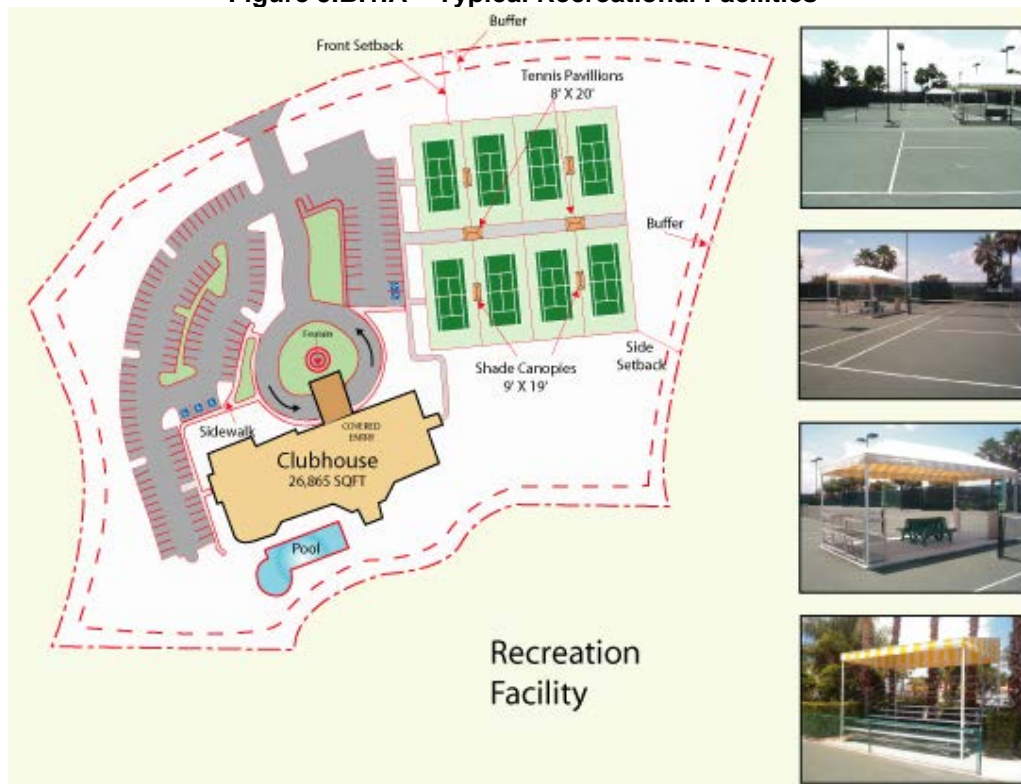 Figure Typical Recreational Facilities
Buffer
Front Setback
Tennis Pavillions
8' X 20'
Buffer
Side
Setback
Shade Canopies
9' X 19'
Sidewalk
COVERED
ENTRY
Clubhouse
26,865 SQFT
Pool
Recreation
Facility